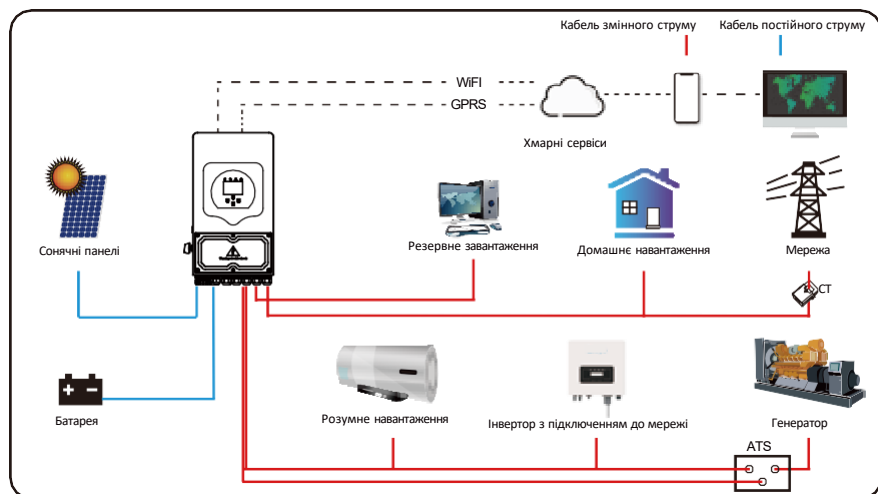 Кабель змінного струму
Кабель постійного струму
WiFI
GPRS
Хмарні сервіси
Сонячні панелі
Резервне завантаження
Домашнє навантаження
Мережа
CT
Батарея
Розумне навантаження
Інвертор з підключенням до мережі
Генератор
ATS